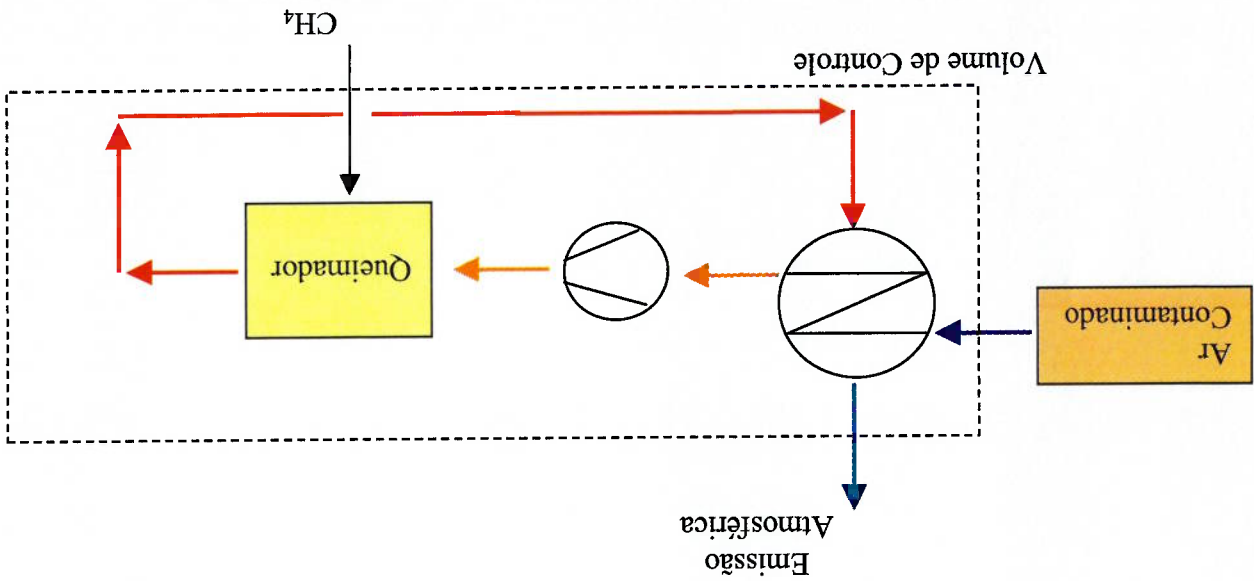 Emissão
Atmosférica
Ar
Contaminado
Queimador
Volume de Controle
CH₄